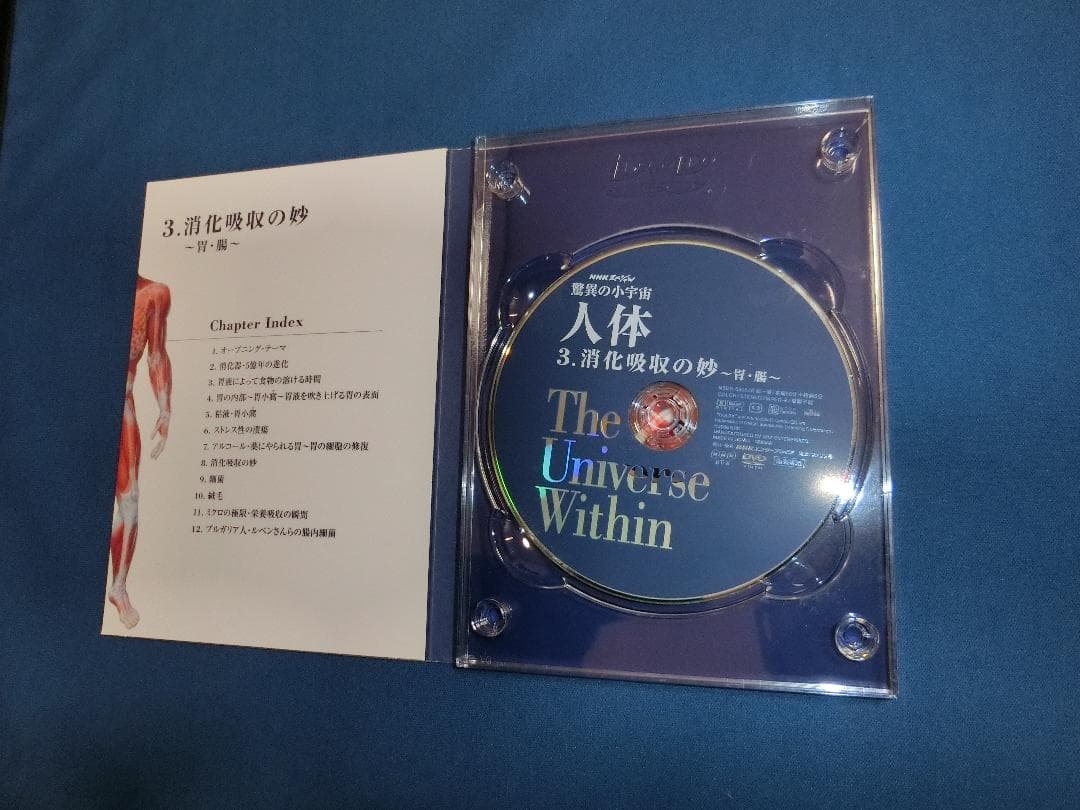 3.消化吸収の妙
~胃・腸~
Chapter Index
1. オープニング・テーマ
2. 消化器・5億年の進化
3. 胃液によって食物の溶ける時間
4. 胃の内部~胃小窩~胃液を吹き上げる胃の表面
5. 粘液・胃小窩
6. ストレス性の潰瘍
7. アルコール・薬にやられる胃~胃の細胞の修復
8. 消化吸収の妙
9. 細菌
10. 絨毛
11. ミクロの極限・栄養吸収の瞬間
12. ブルガリア人・ルベンさんらの腸内細菌
NHKスペシャル
驚異の小宇宙
人体
3.消化吸収の妙~胃・腸~
The
Universe
Within
DVD